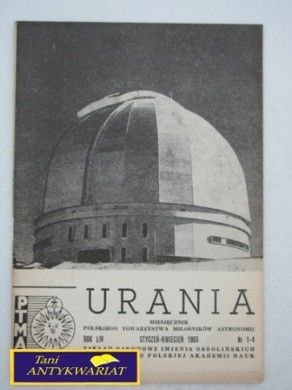 URANIA
PTMA
URANIA
MIESIĘCZNIK
POLSKIEGO TOWARZYSTWA MIŁOŚNIKÓW ASTRONOMII
ROK LIV STYCZEŃ-KWIECIEŃ 1983 Nr 1-4
ZAKŁAD NARODOWY IMIENIA OSSOLIŃSKICH
O POLSKIEJ AKADEMII NAUK
Tani
ANTYKWARIAT